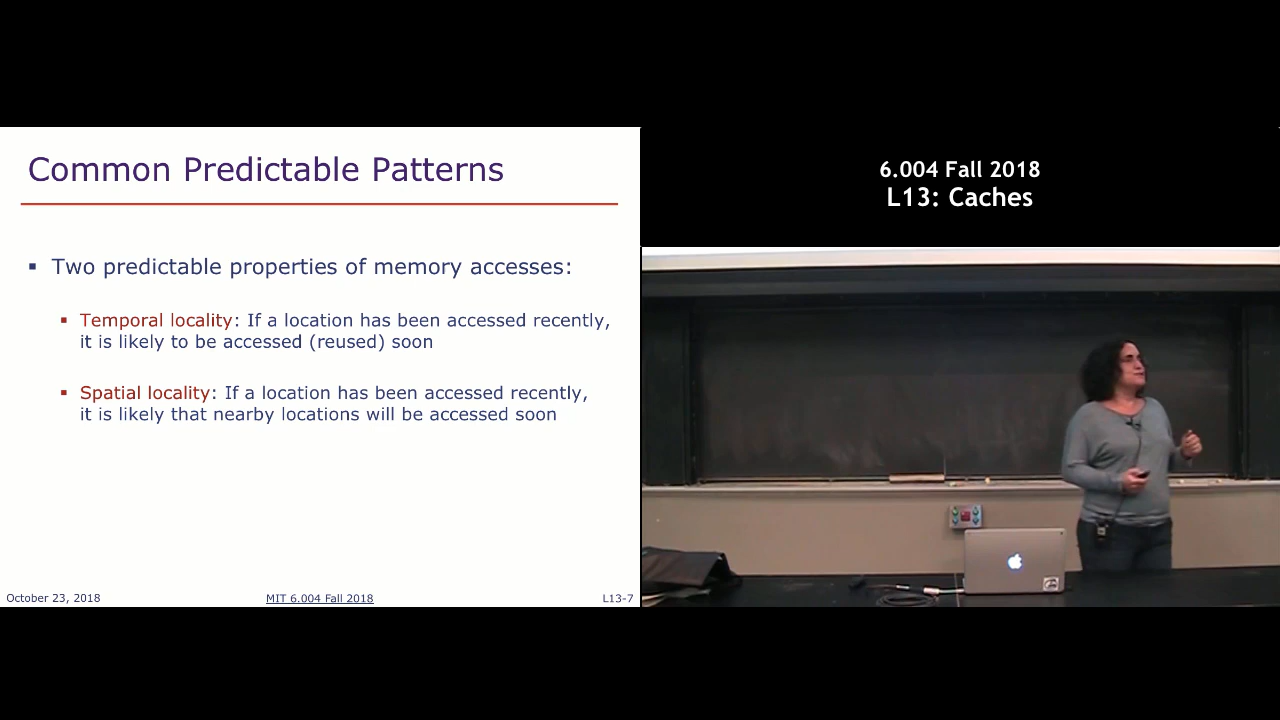 Common Predictable Patterns
▪ Two predictable properties of memory accesses:
▪ Temporal locality: If a location has been accessed recently,
it is likely to be accessed (reused) soon
▪ Spatial locality: If a location has been accessed recently,
it is likely that nearby locations will be accessed soon
October 23, 2018
MIT 6.004 Fall 2018
L13-7
6.004 Fall 2018
L13: Caches